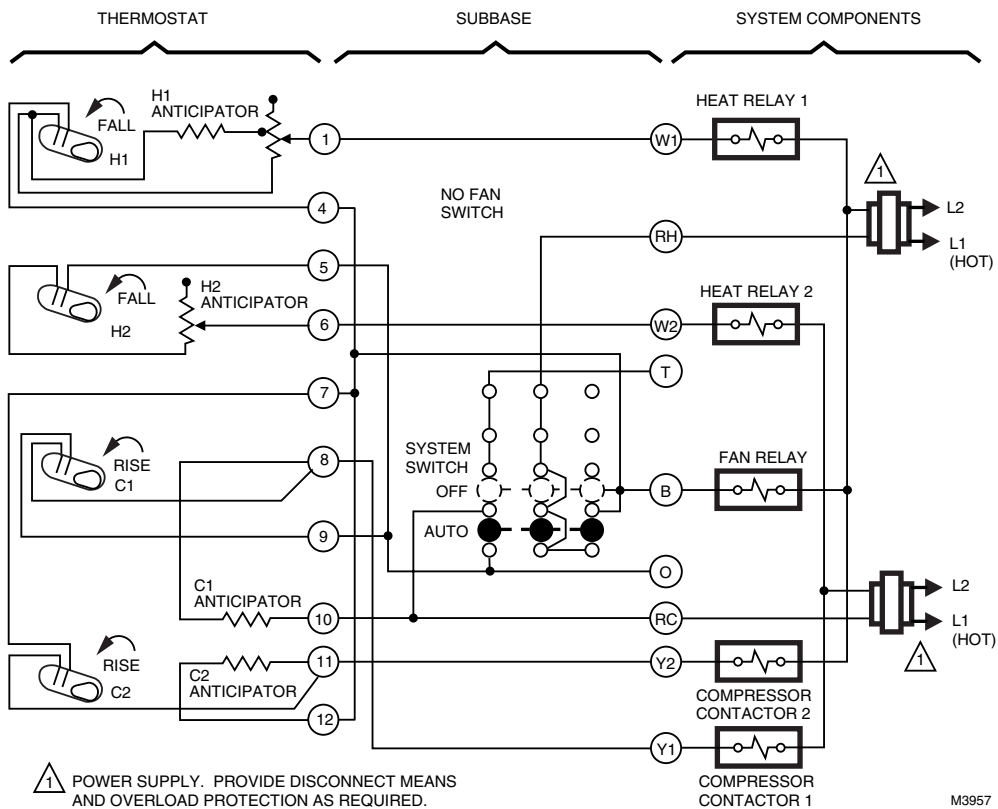 THERMOSTAT
SUBBASE
SYSTEM COMPONENTS
H1
ANTICIPATOR
FALL
H1
1
W1
HEAT RELAY 1
1
L2
L1
(HOT)
4
NO FAN
SWITCH
RH
5
FALL
H2
H2
ANTICIPATOR
6
W2
HEAT RELAY 2
T
7
RISE
C1
8
SYSTEM
SWITCH
OFF
B
FAN RELAY
AUTO
9
O
C1
ANTICIPATOR
10
RC
L2
L1
(HOT)
1
RISE
C2
C2
ANTICIPATOR
11
Y2
COMPRESSOR
CONTACTOR 2
12
Y1
COMPRESSOR
CONTACTOR 1
1 POWER SUPPLY. PROVIDE DISCONNECT MEANS
AND OVERLOAD PROTECTION AS REQUIRED.
M3957